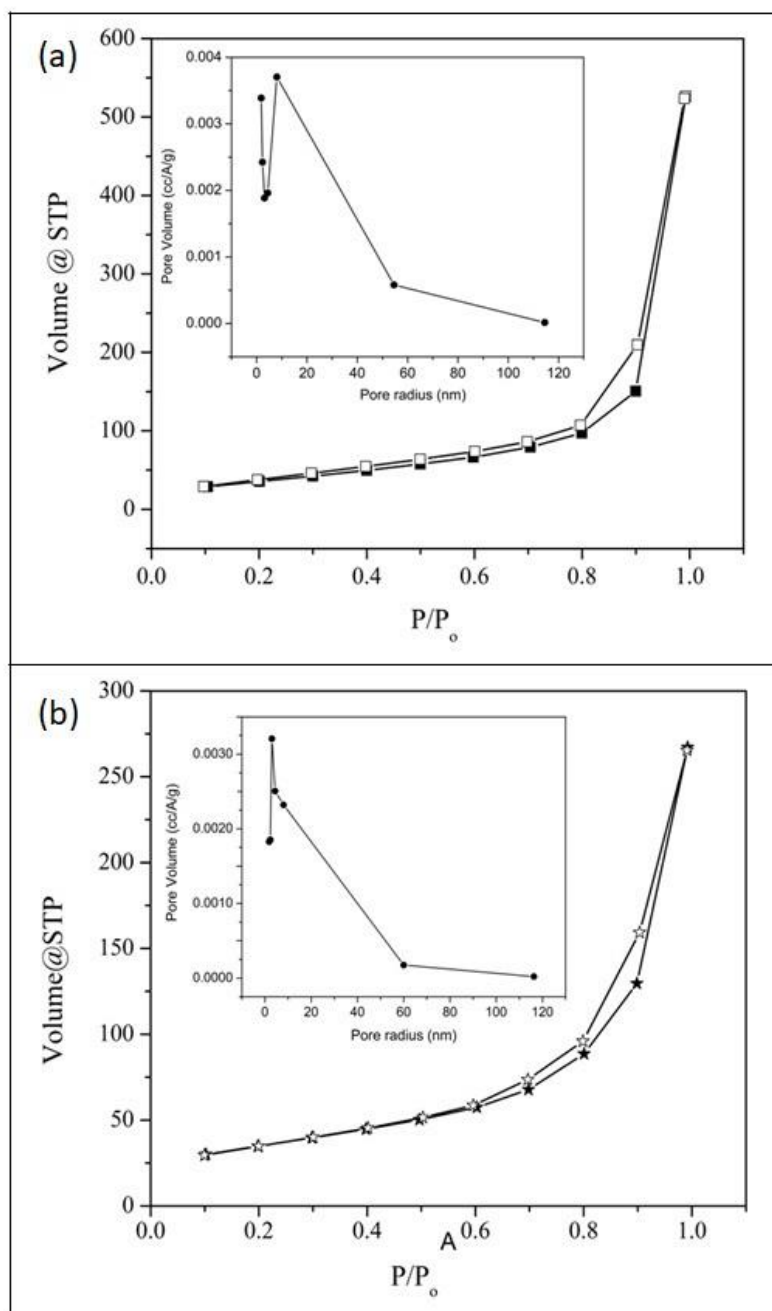 (a)
600
500
400
300
200
100
0
Volume @ STP
0.0 0.2 0.4 0.6 0.8 1.0
P/Po
0.004
0.003
0.002
0.001
0.000
Pore Volume (cc/A/g)
0 20 40 60 80 100 120
Pore radius (nm)
(b)
300
250
200
150
100
50
0
Volume@STP
0.0 0.2 0.4 0.6 0.8 1.0
A
P/Po
0.0030
0.0020
0.0010
0.0000
Pore Volume (cc/A/g)
0 20 40 60 80 100 120
Pore radius (nm)